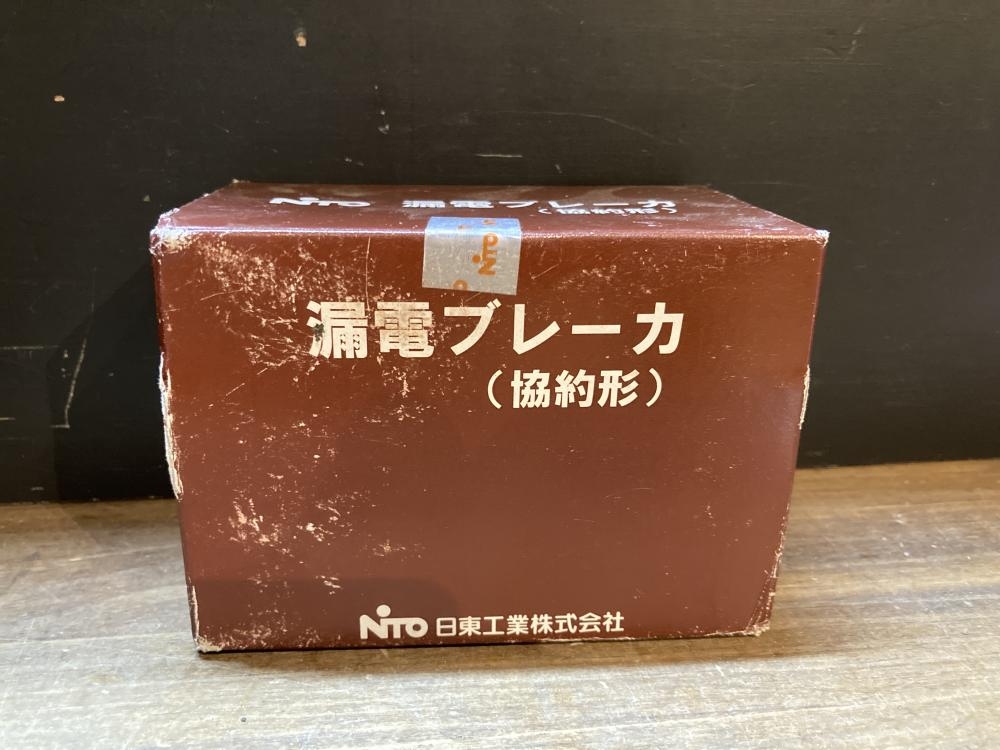 NiTO 漏電ブレーカ
(協約形)
漏電ブレーカ
(協約形)
NiTO 日東工業株式会社